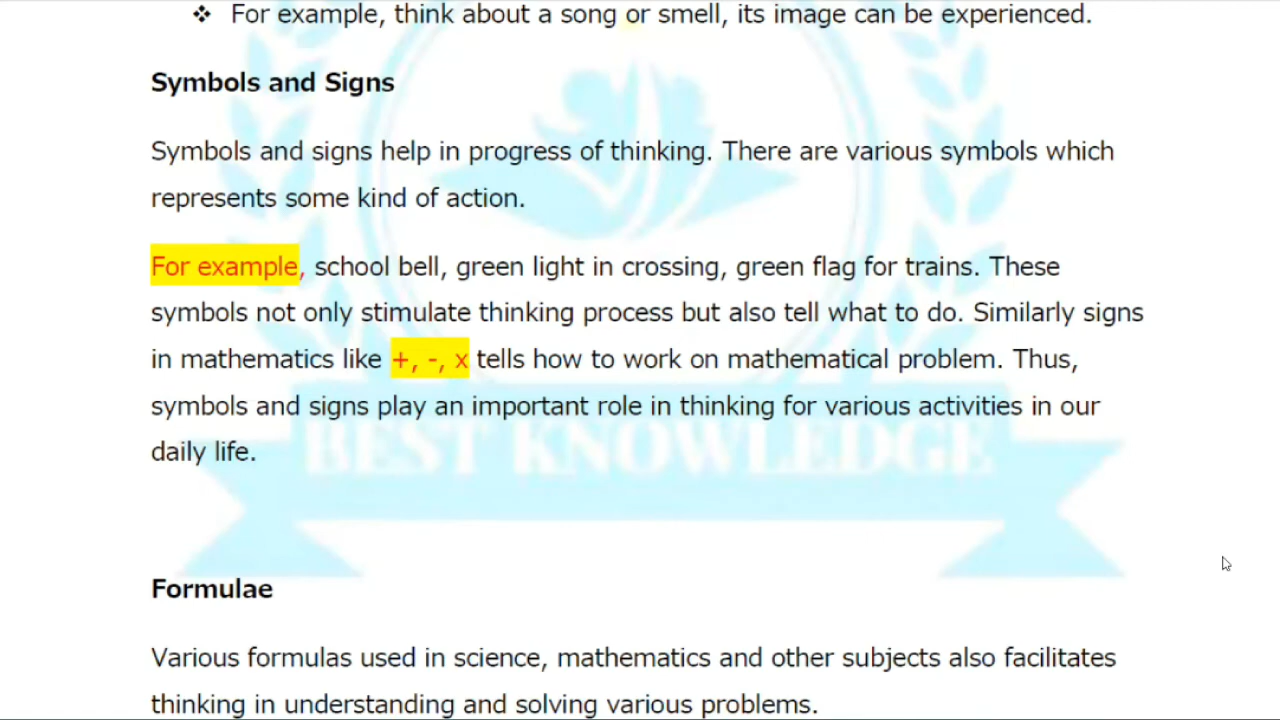 ❖ For example, think about a song or smell, its image can be experienced.
Symbols and Signs
Symbols and signs help in progress of thinking. There are various symbols which
represents some kind of action.
For example, school bell, green light in crossing, green flag for trains. These
symbols not only stimulate thinking process but also tell what to do. Similarly signs
in mathematics like +, -, x tells how to work on mathematical problem. Thus,
symbols and signs play an important role in thinking for various activities in our
daily life.
BEST KNOWLEDGE
Formulae
Various formulas used in science, mathematics and other subjects also facilitates
thinking in understanding and solving various problems.